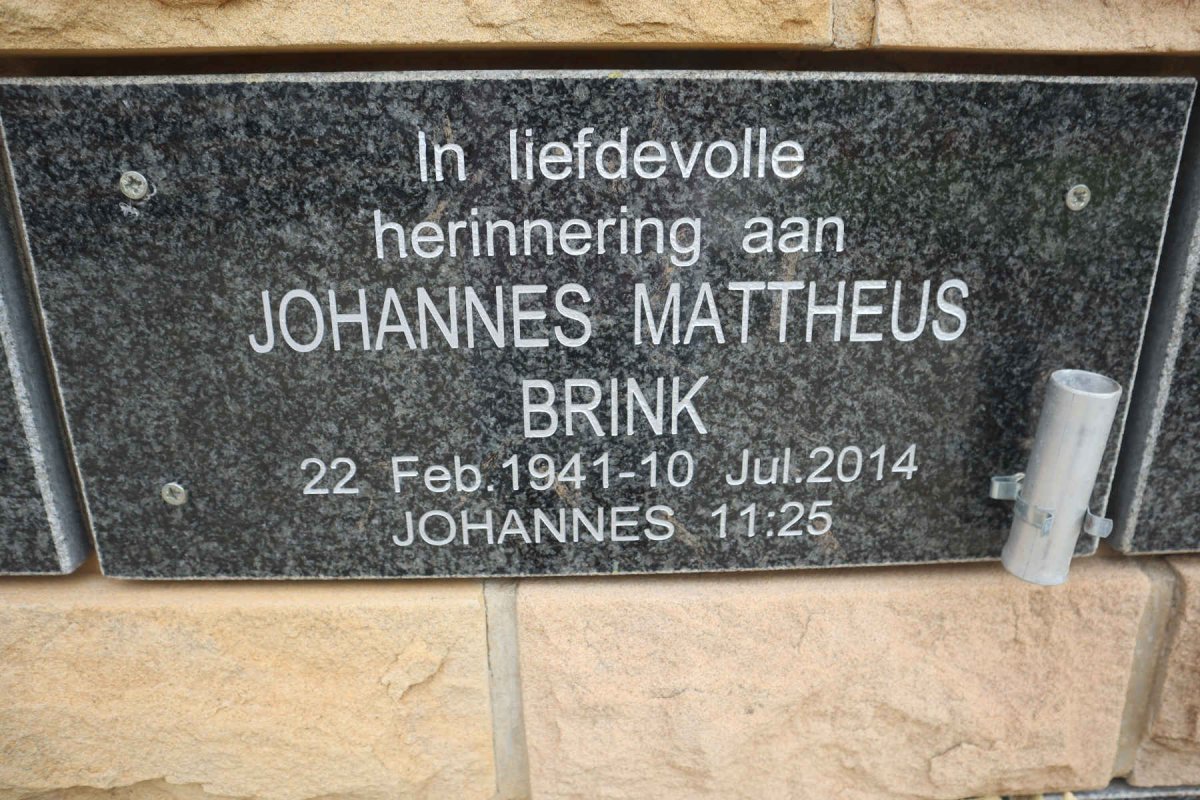 In liefdevolle
herinnering aan
JOHANNES MATTHEUS
BRINK
22 Feb.1941-10 Jul.2014
JOHANNES 11:25